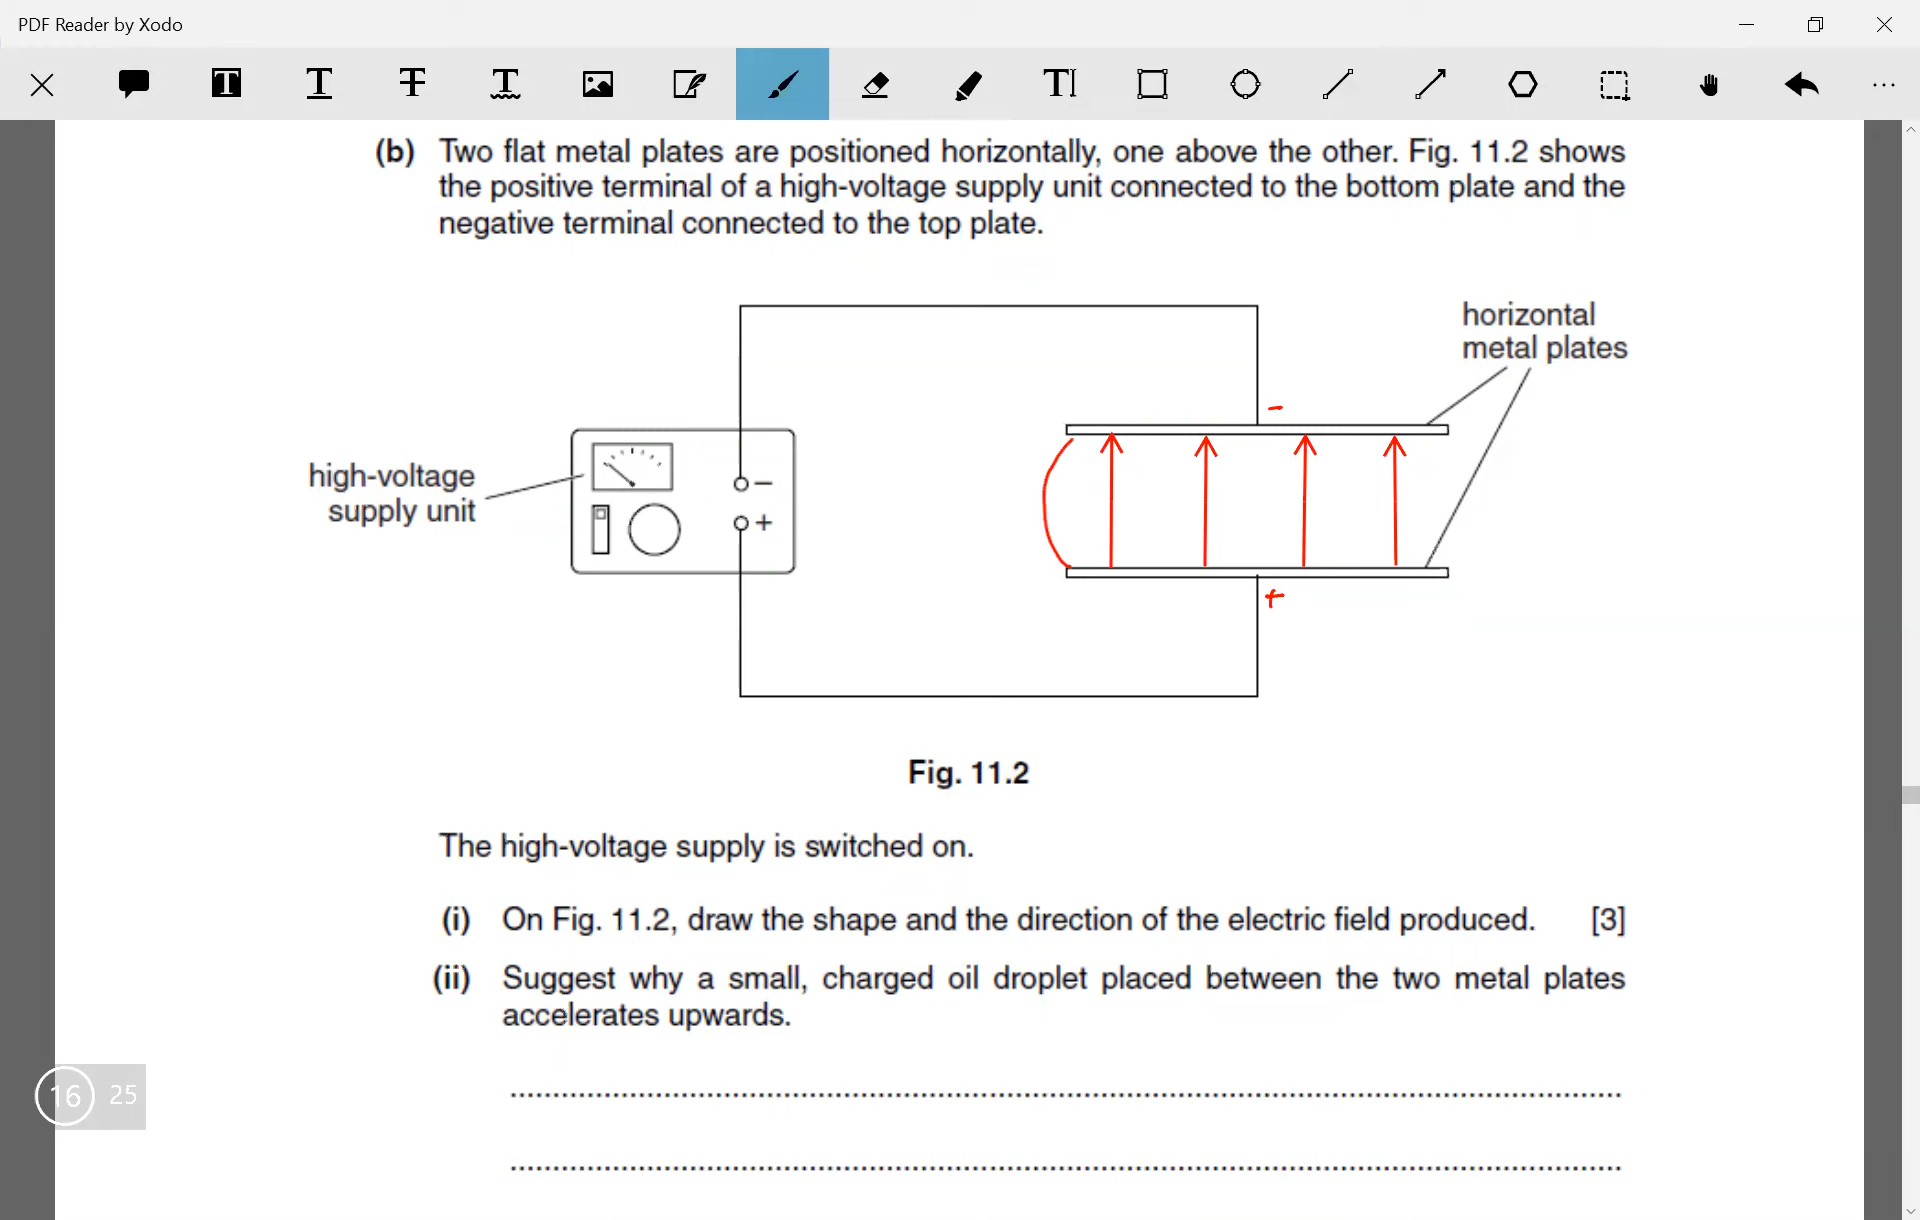 PDF Reader by Xodo
(b) Two flat metal plates are positioned horizontally, one above the other. Fig. 11.2 shows
the positive terminal of a high-voltage supply unit connected to the bottom plate and the
negative terminal connected to the top plate.
horizontal
metal plates
-
high-voltage
supply unit
−
+
+
Fig. 11.2
The high-voltage supply is switched on.
(i) On Fig. 11.2, draw the shape and the direction of the electric field produced. [3]
(ii) Suggest why a small, charged oil droplet placed between the two metal plates
accelerates upwards.
16 25